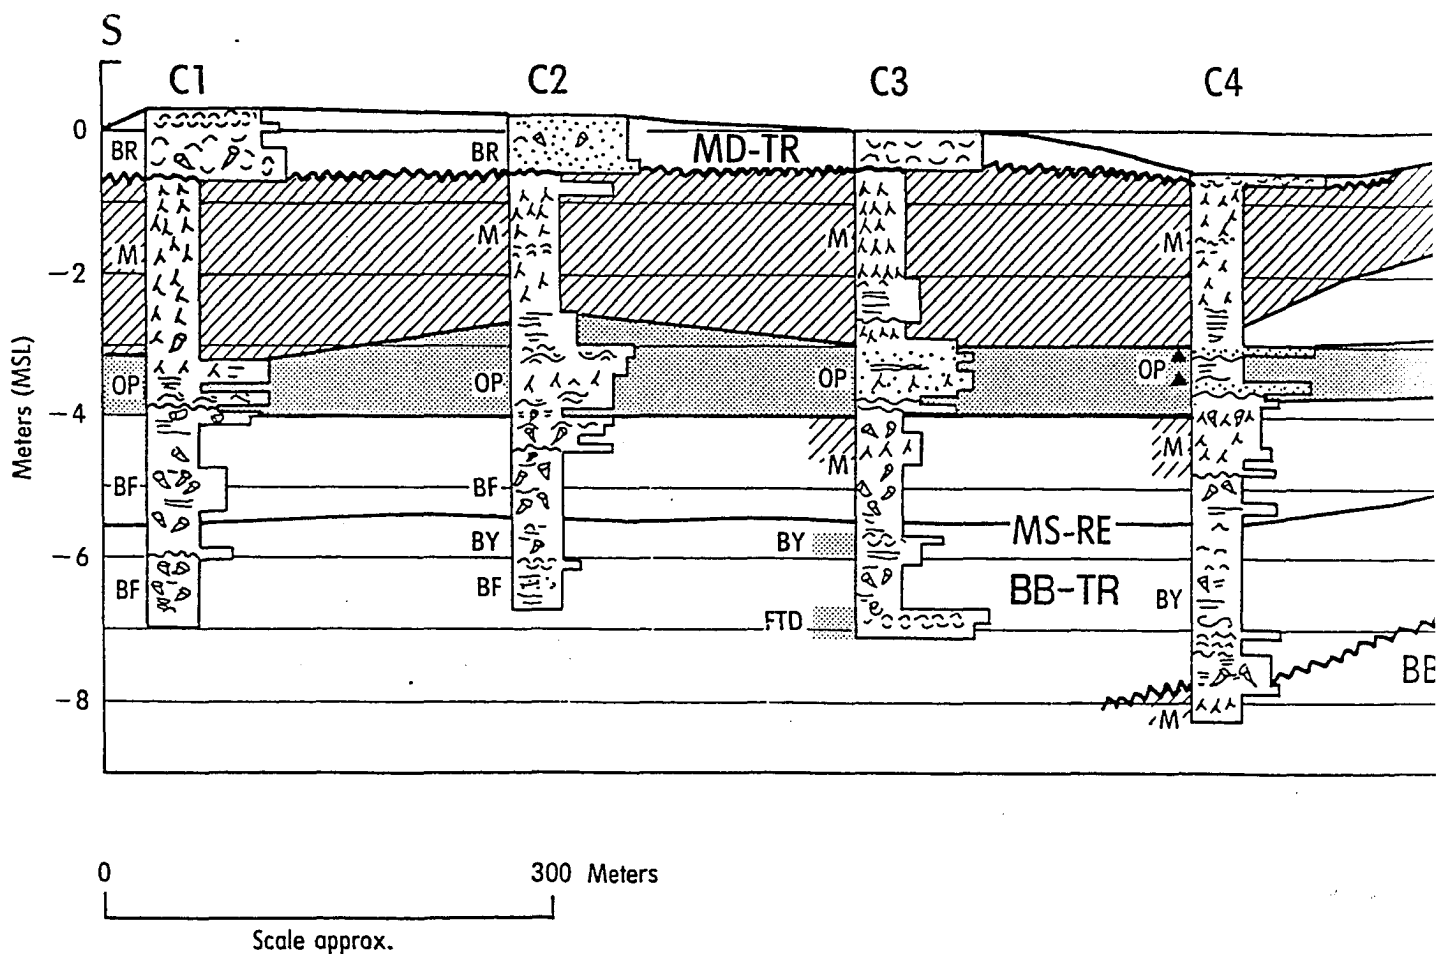 S
C1 C2 C3 C4
0
BR BR MD-TR
M M M M
−2
OP OP OP OP
−4
M M
BF BF
MS-RE
BY BY
−6
BF BF BB-TR BY
FTD
BB
−8
M
Meters (MSL)
0 300 Meters
Scale approx.